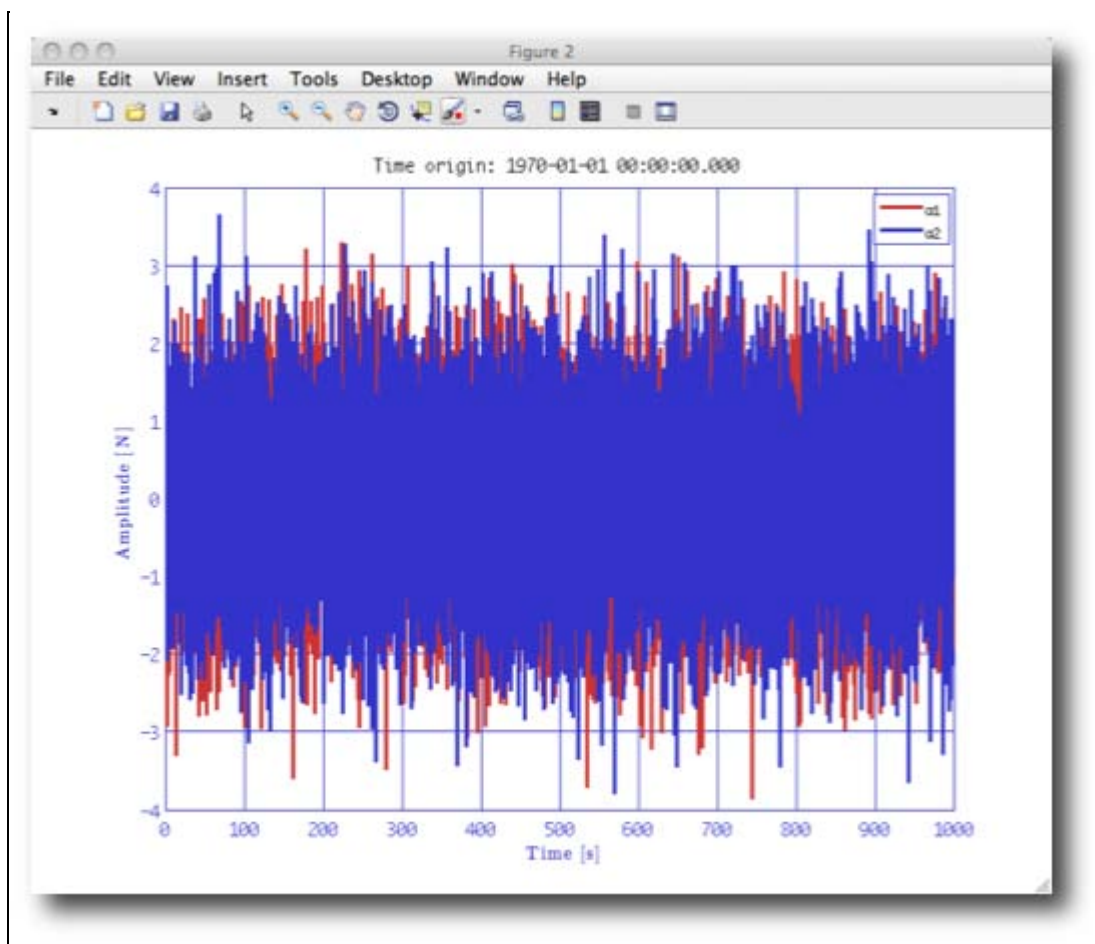 Figure 2
File Edit View Insert Tools Desktop Window Help
Time origin: 1970-01-01 00:00:00.000
4
3
2
1
0
-1
-2
-3
-4
Amplitude [N]
a1
a2
0 100 200 300 400 500 600 700 800 900 1000
Time [s]